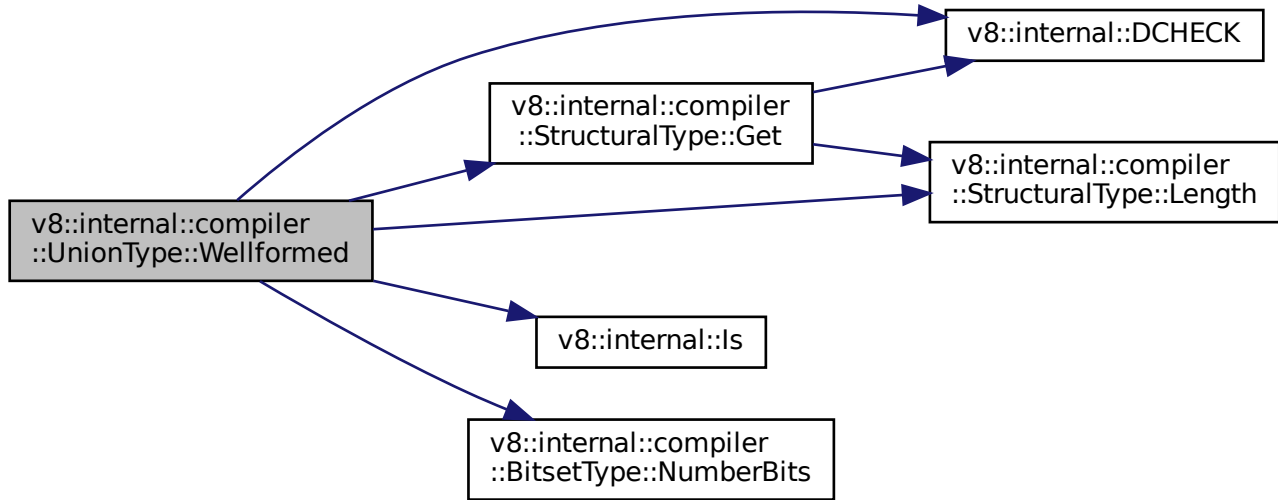 v8::internal::DCHECK
v8::internal::compiler
::StructuralType::Get
v8::internal::compiler
::StructuralType::Length
v8::internal::compiler
::UnionType::Wellformed
v8::internal::Is
v8::internal::compiler
::BitsetType::NumberBits